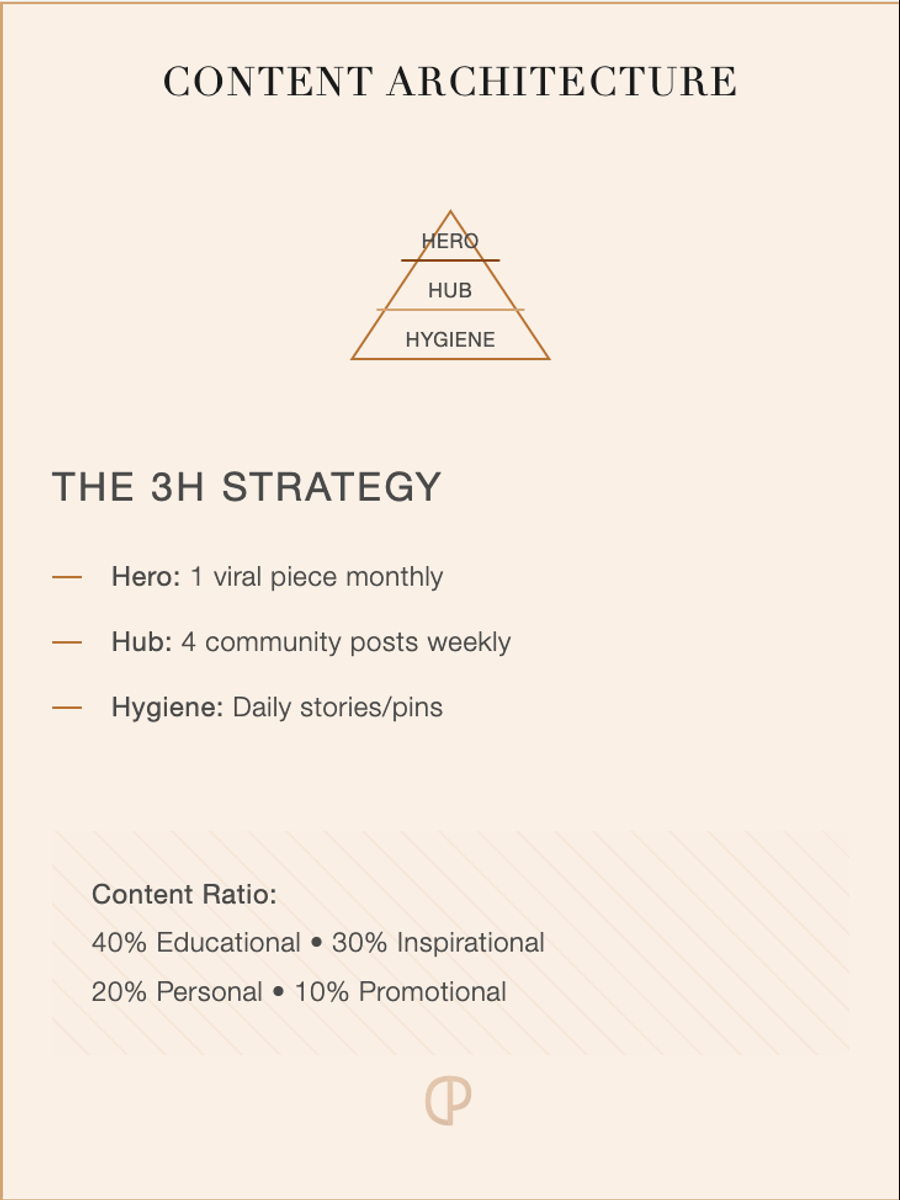 CONTENT ARCHITECTURE
HERO
HUB
HYGIENE
THE 3H STRATEGY
— Hero: 1 viral piece monthly
— Hub: 4 community posts weekly
— Hygiene: Daily stories/pins
Content Ratio:
40% Educational • 30% Inspirational
20% Personal • 10% Promotional